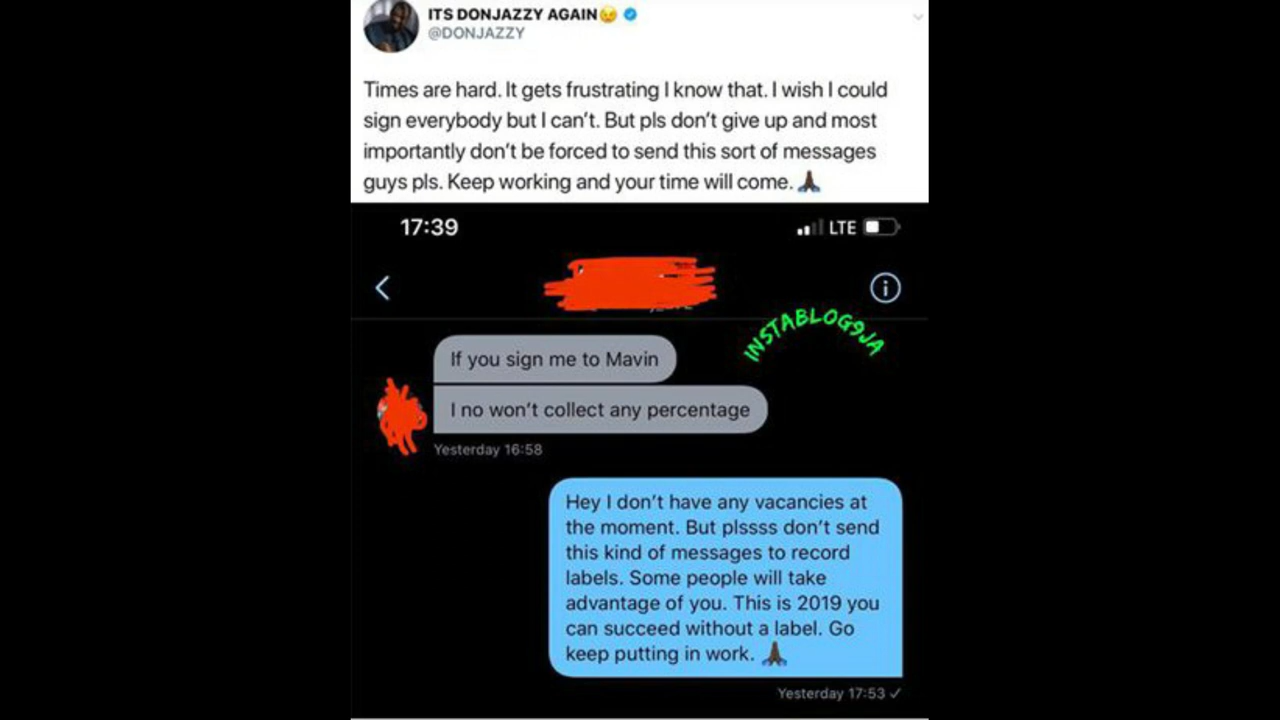 ITS DONJAZZY AGAIN😉
@DONJAZZY
Times are hard. It gets frustrating I know that. I wish I could
sign everybody but I can't. But pls don't give up and most
importantly don't be forced to send this sort of messages
guys pls. Keep working and your time will come. 🙏🏿
17:39
LTE
INSTABLOG9JA
If you sign me to Mavin
I no won't collect any percentage
Yesterday 16:58
Hey I don't have any vacancies at
the moment. But plssss don't send
this kind of messages to record
labels. Some people will take
advantage of you. This is 2019 you
can succeed without a label. Go
keep putting in work. 🙏🏿
Yesterday 17:53 ✓